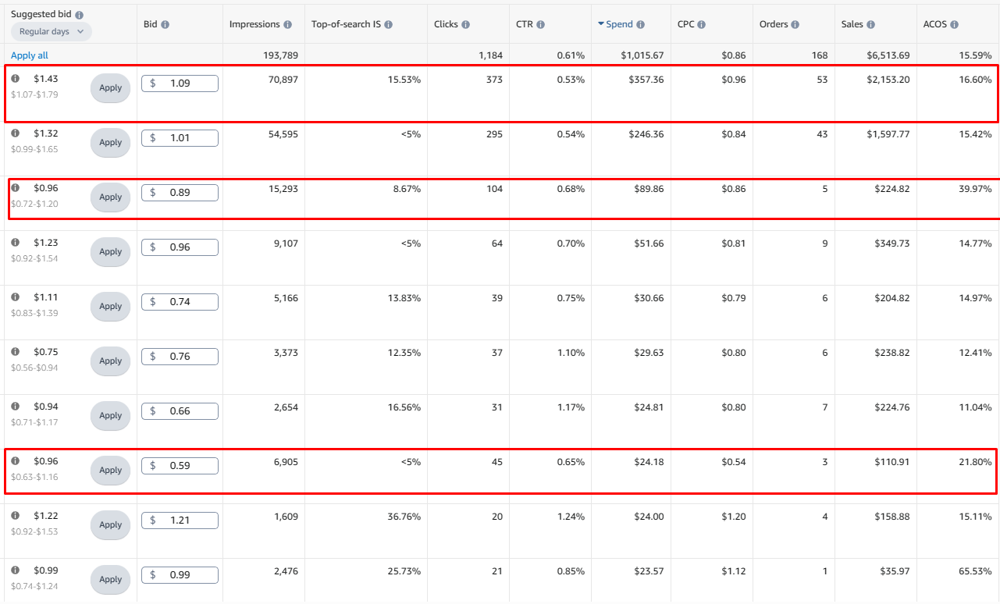 Suggested bid Bid Impressions Top-of-search IS Clicks CTR Spend CPC Orders Sales ACOS
Regular days
Apply all 193,789 1,184 0.61% $1,015.67 $0.86 168 $6,513.69 15.59%
$1.43 Apply $ 1.09 70,897 15.53% 373 0.53% $357.36 $0.96 53 $2,153.20 16.60%
$1.07-$1.79
$1.32 Apply $ 1.01 54,595 <5% 295 0.54% $246.36 $0.84 43 $1,597.77 15.42%
$0.99-$1.65
$0.96 Apply $ 0.89 15,293 8.67% 104 0.68% $89.86 $0.86 5 $224.82 39.97%
$0.72-$1.20
$1.23 Apply $ 0.96 9,107 <5% 64 0.70% $51.66 $0.81 9 $349.73 14.77%
$0.92-$1.54
$1.11 Apply $ 0.74 5,166 13.83% 39 0.75% $30.66 $0.79 6 $204.82 14.97%
$0.83-$1.39
$0.75 Apply $ 0.76 3,373 12.35% 37 1.10% $29.63 $0.80 6 $238.82 12.41%
$0.56-$0.94
$0.94 Apply $ 0.66 2,654 16.56% 31 1.17% $24.81 $0.80 7 $224.76 11.04%
$0.71-$1.17
$0.96 Apply $ 0.59 6,905 <5% 45 0.65% $24.18 $0.54 3 $110.91 21.80%
$0.63-$1.16
$1.22 Apply $ 1.21 1,609 36.76% 20 1.24% $24.00 $1.20 4 $158.88 15.11%
$0.92-$1.53
$0.99 Apply $ 0.99 2,476 25.73% 21 0.85% $23.57 $1.12 1 $35.97 65.53%
$0.74-$1.24